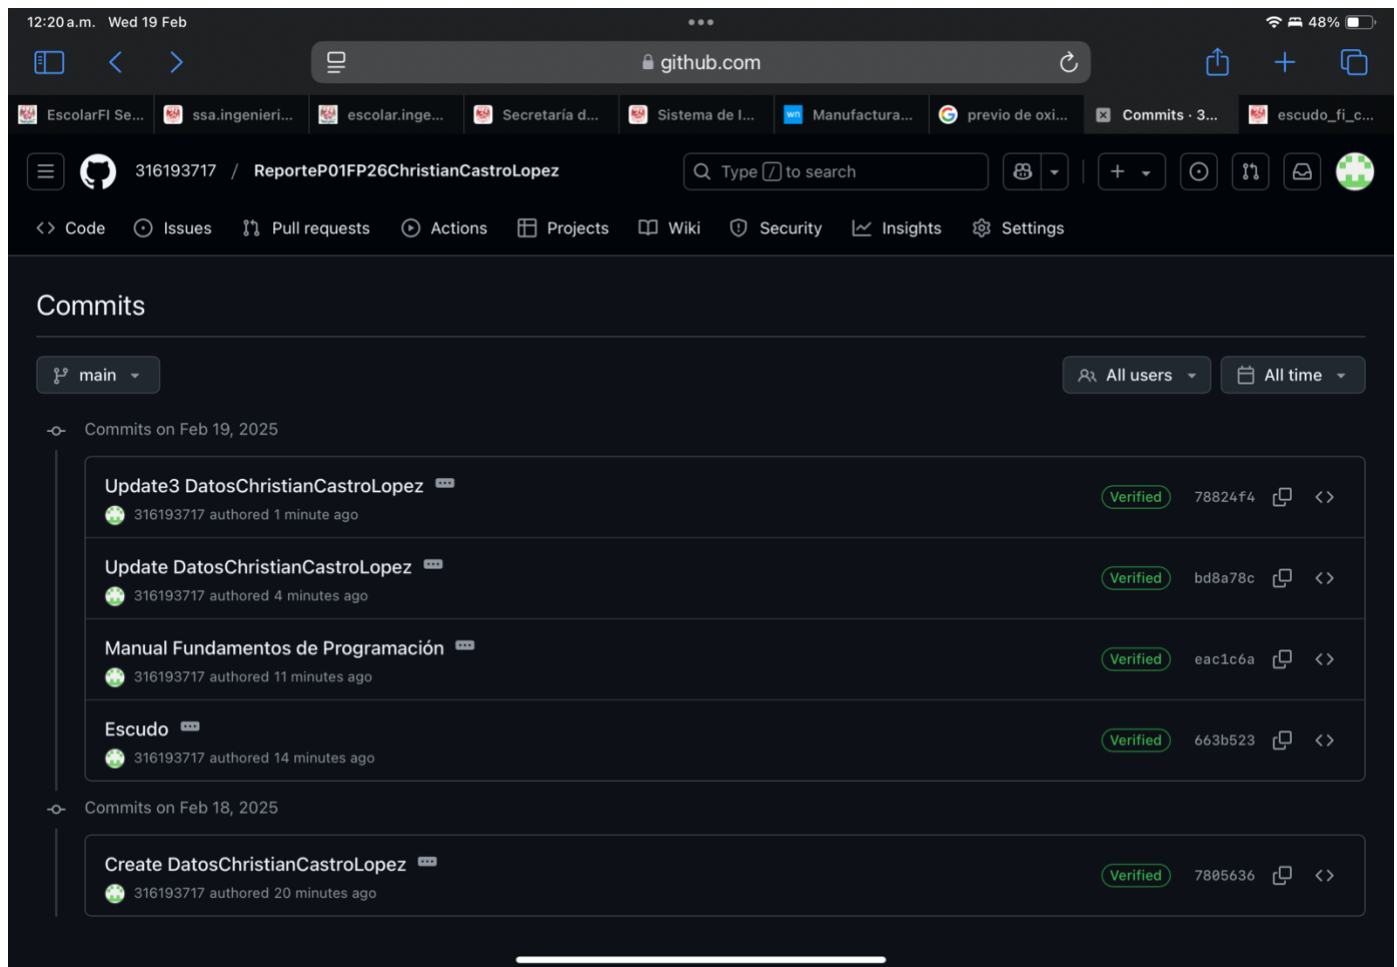 12:20 a.m. Wed 19 Feb
48%
github.com
EscolarFI Se...
ssa.ingenieri...
escolar.inge...
Secretaría d...
Sistema de I...
wn Manufactura...
previo de oxi...
Commits · 3...
escudo_fi_c...
316193717 / ReporteP01FP26ChristianCastroLopez
Type / to search
Code
Issues
Pull requests
Actions
Projects
Wiki
Security
Insights
Settings
Commits
main
All users
All time
Commits on Feb 19, 2025
Update3 DatosChristianCastroLopez
Verified 78824f4
316193717 authored 1 minute ago
Update DatosChristianCastroLopez
Verified bd8a78c
316193717 authored 4 minutes ago
Manual Fundamentos de Programación
Verified eac1c6a
316193717 authored 11 minutes ago
Escudo
Verified 663b523
316193717 authored 14 minutes ago
Commits on Feb 18, 2025
Create DatosChristianCastroLopez
Verified 7805636
316193717 authored 20 minutes ago